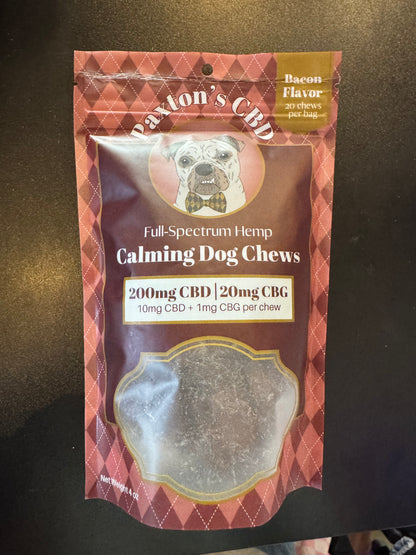 Bacon
Flavor
20 chews
per bag
Paxton's CBD
Full-Spectrum Hemp
Calming Dog Chews
200mg CBD | 20mg CBG
10mg CBD + 1mg CBG per chew
Net Weight 4 oz